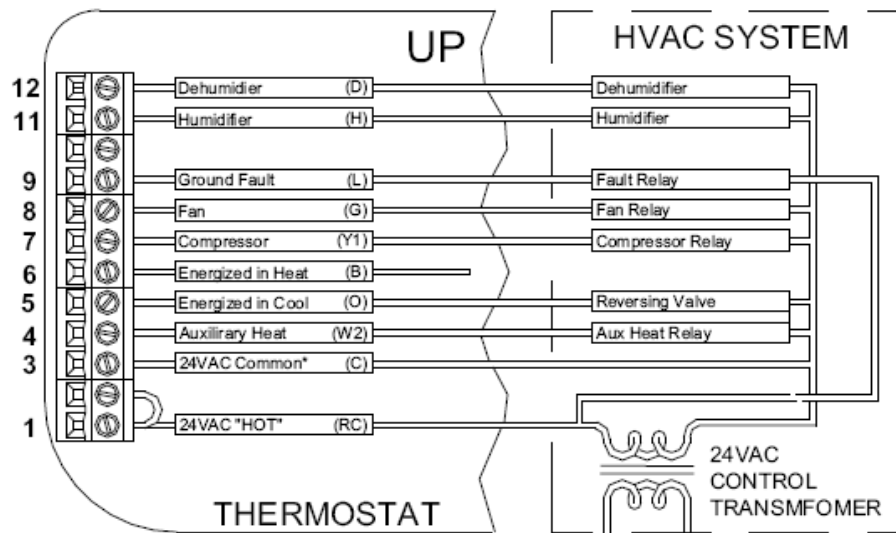 UP
HVAC SYSTEM
12 Dehumidier (D) Dehumidifier
11 Humidifier (H) Humidifier
9 Ground Fault (L) Fault Relay
8 Fan (G) Fan Relay
7 Compressor (Y1) Compressor Relay
6 Energized in Heat (B)
5 Energized in Cool (O) Reversing Valve
4 Auxilirary Heat (W2) Aux Heat Relay
3 24VAC Common* (C)
1 24VAC "HOT" (RC)
24VAC
CONTROL
TRANSMFOMER
THERMOSTAT